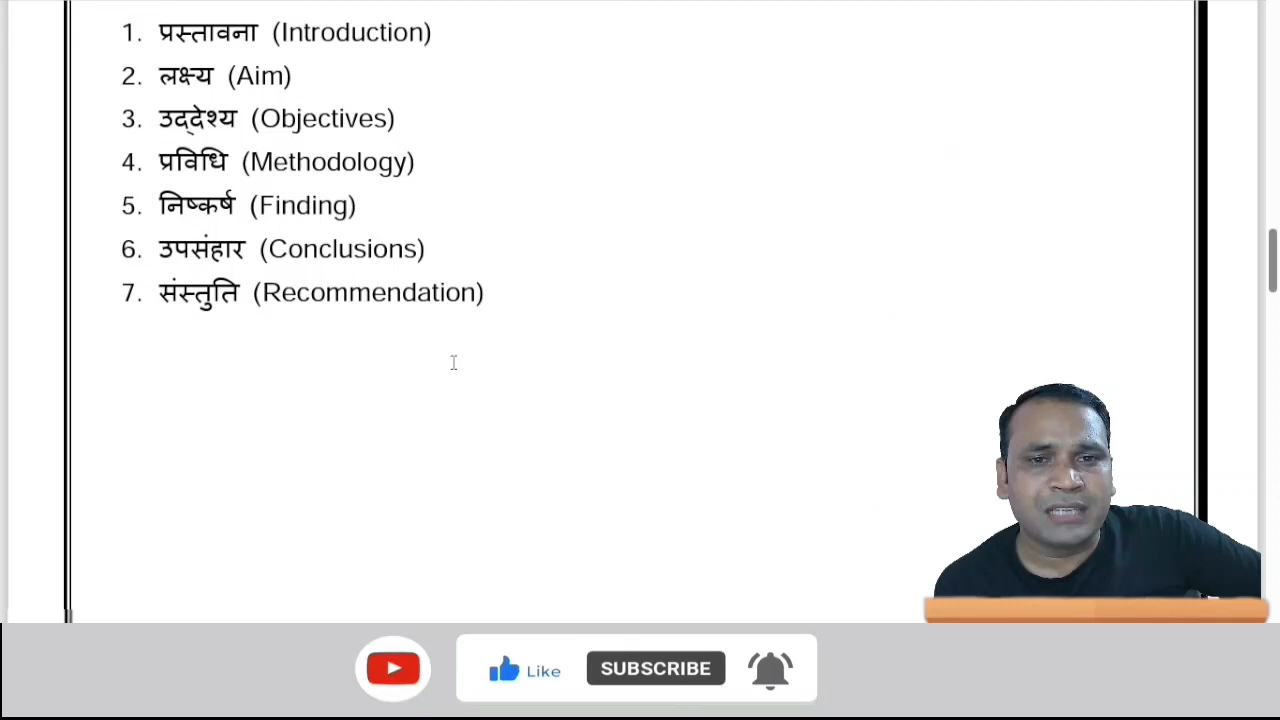 1. प्रस्तावना (Introduction)
2. लक्ष्य (Aim)
3. उद्देश्य (Objectives)
4. प्रविधि (Methodology)
5. निष्कर्ष (Finding)
6. उपसंहार (Conclusions)
7. संस्तुति (Recommendation)
Like SUBSCRIBE